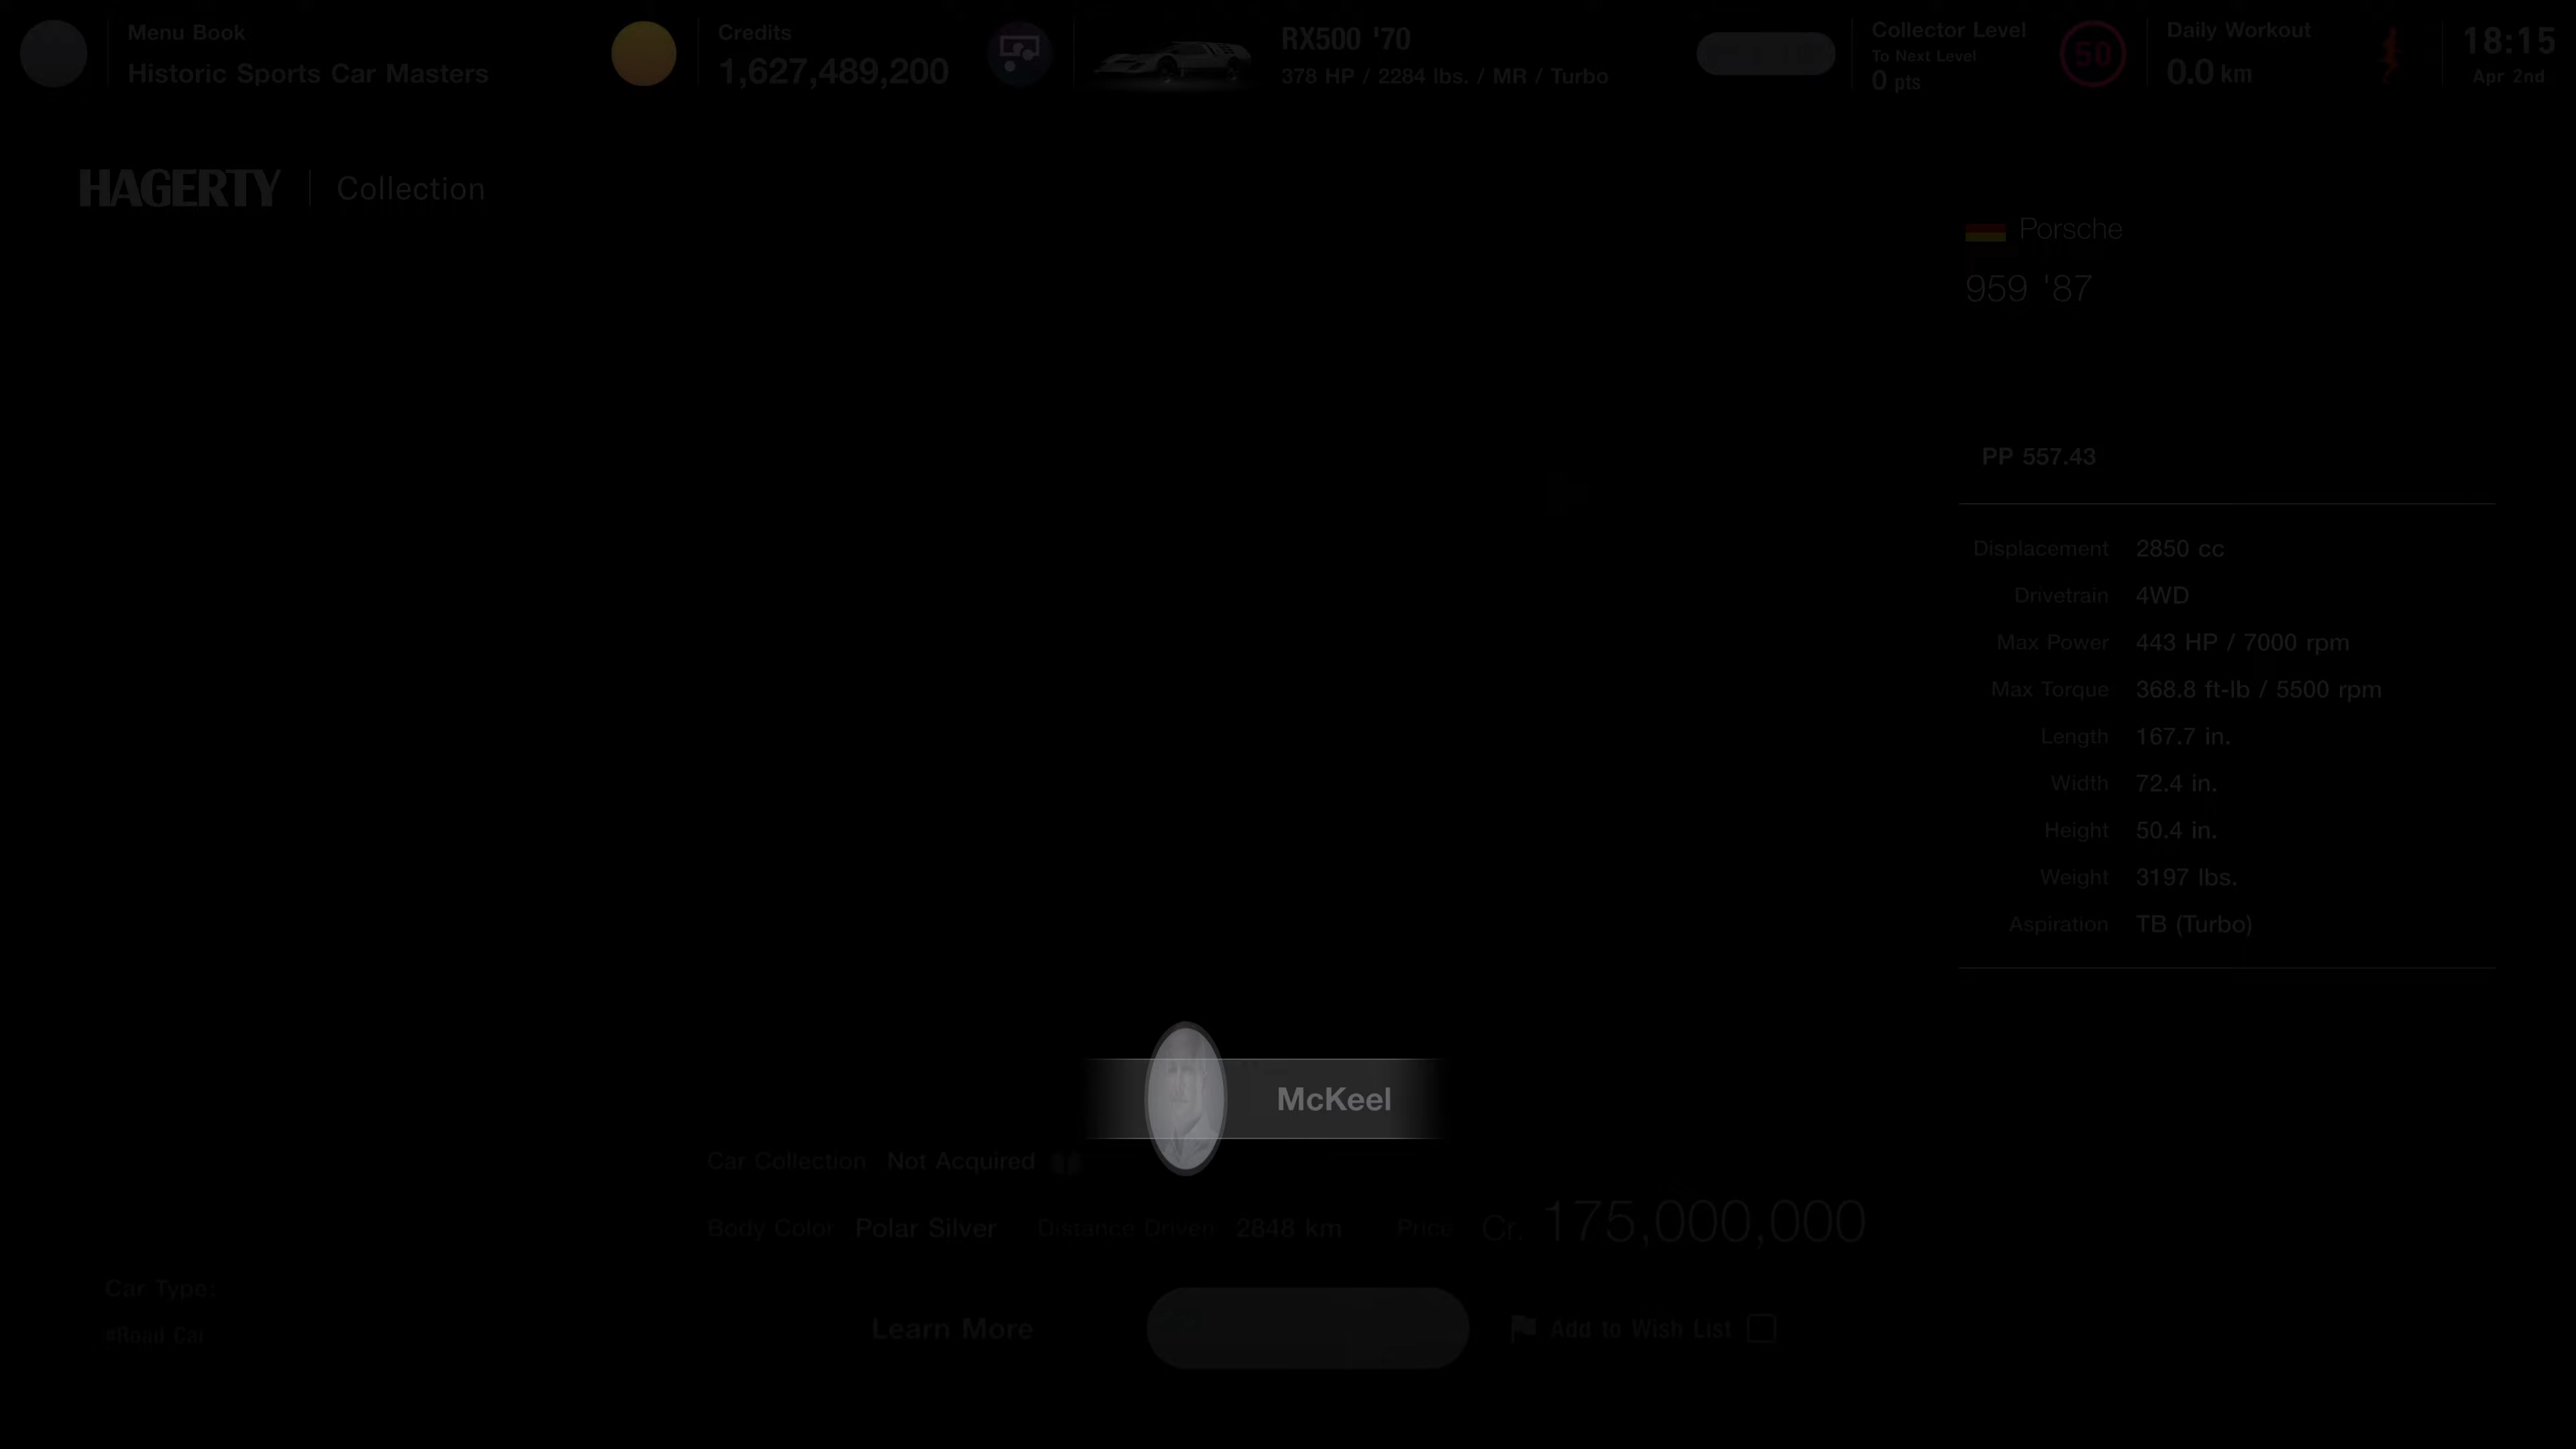 Menu Book
Historic Sports Car Masters
Credits
1,627,489,200
RX500 '70
378 HP / 2284 lbs. / MR / Turbo
Collector Level
To Next Level
0 pts
50
Daily Workout
0.0 km
18:15
Apr 2nd
HAGERTY | Collection
Porsche
959 '87
PP 557.43
Displacement 2850 cc
Drivetrain 4WD
Max Power 443 HP / 7000 rpm
Max Torque 368.8 ft-lb / 5500 rpm
Length 167.7 in.
Width 72.4 in.
Height 50.4 in.
Weight 3197 lbs.
Aspiration TB (Turbo)
McKeel
Car Collection Not Acquired
Body Color Polar Silver Distance Driven 2848 km Price Cr. 175,000,000
Car Type:
#Road Car
Learn More
Add to Wish List